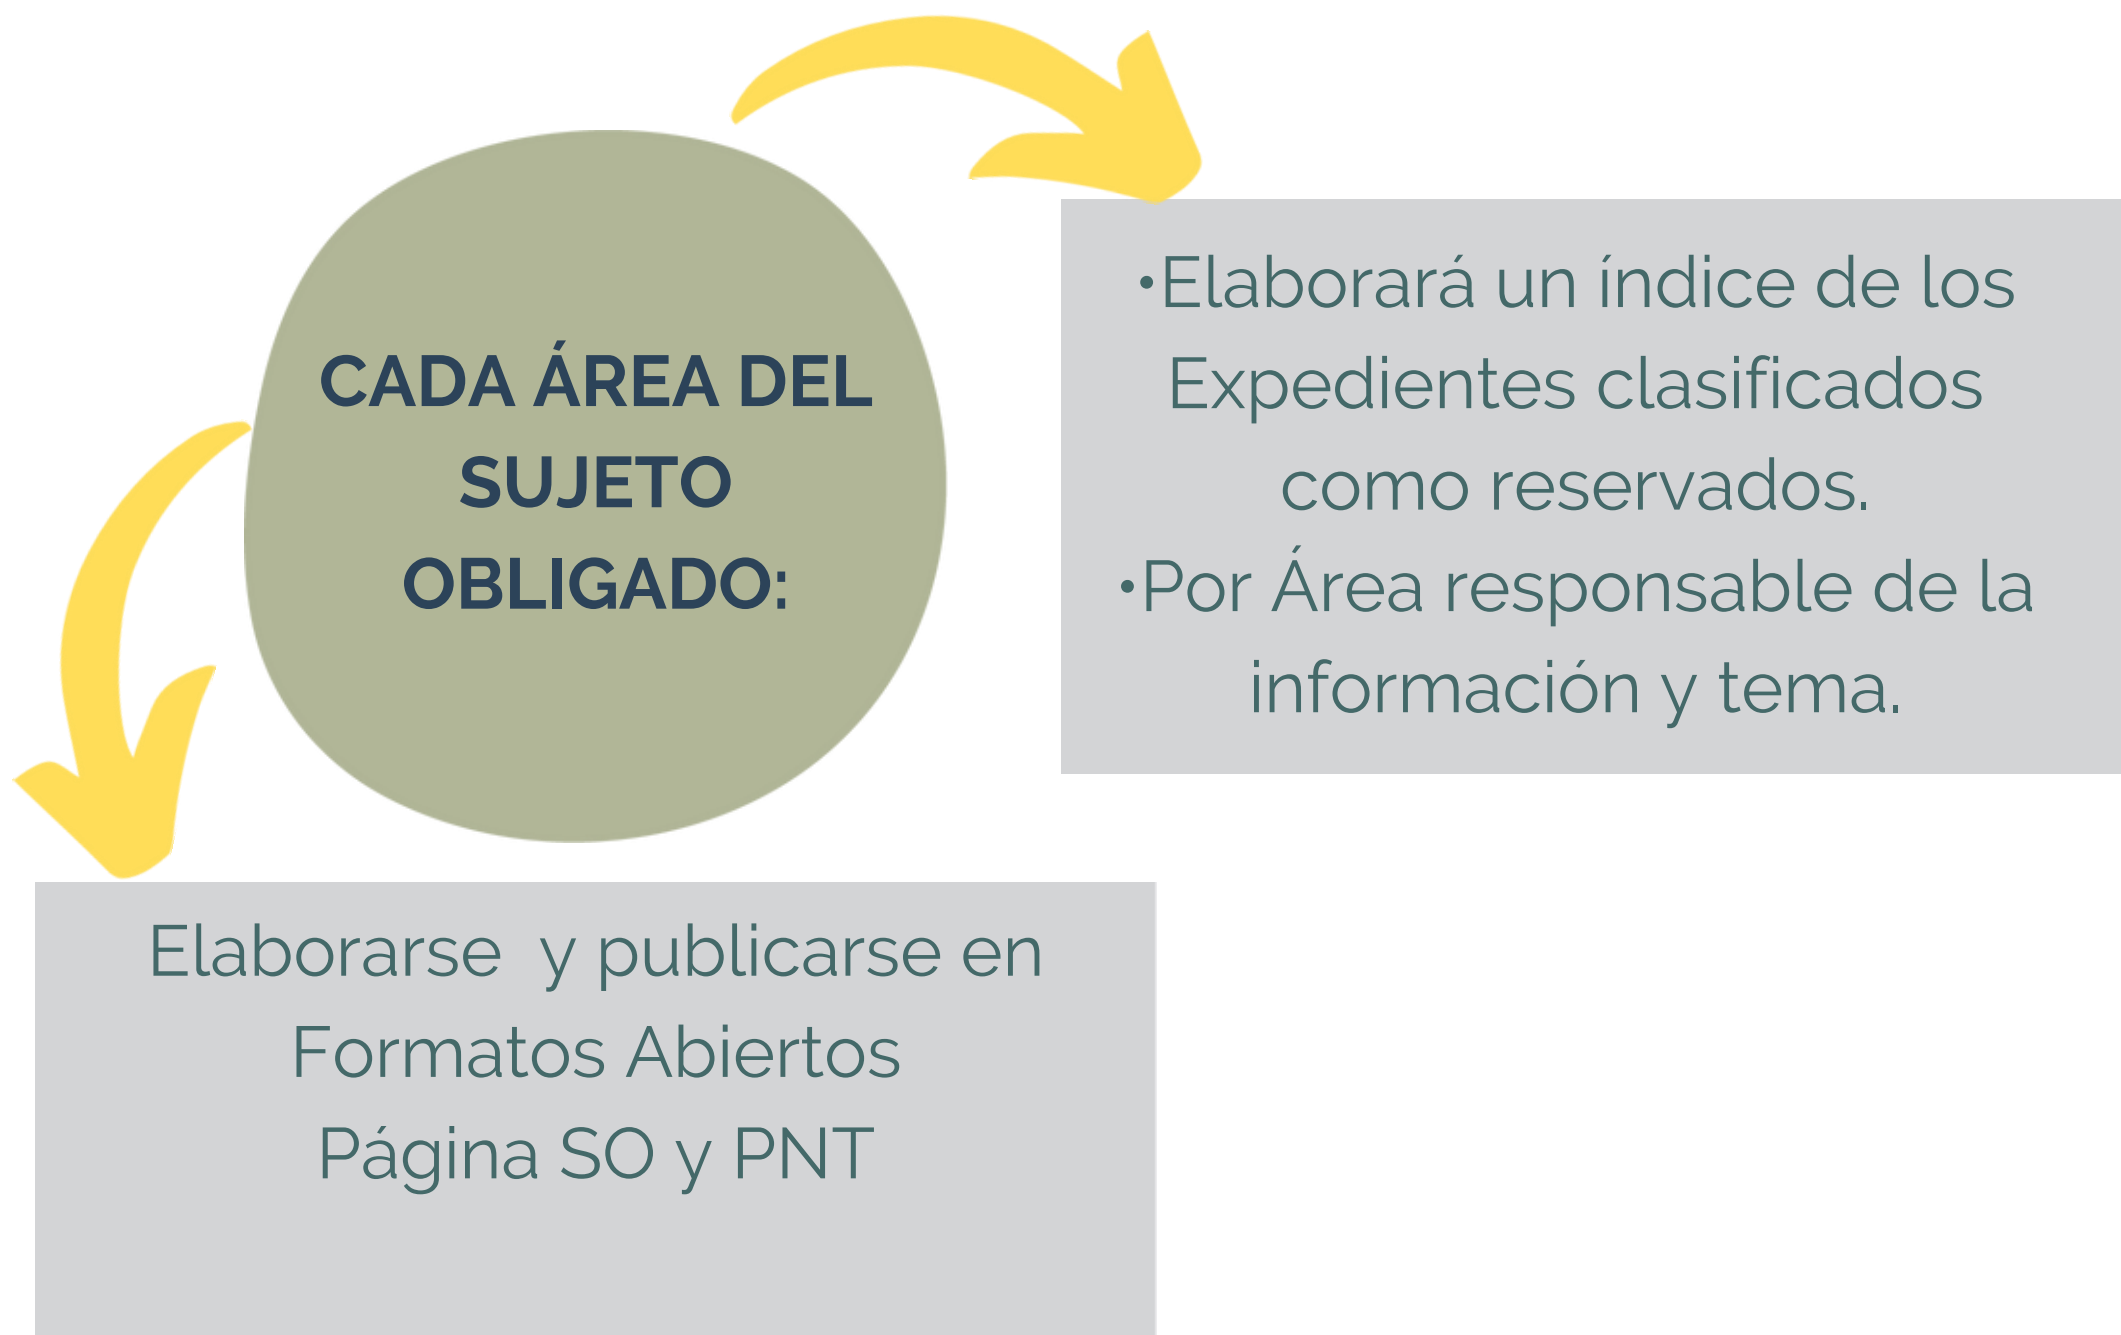 CADA ÁREA DEL
SUJETO
OBLIGADO:
•Elaborará un índice de los
Expedientes clasificados
como reservados.
•Por Área responsable de la
información y tema.
Elaborarse y publicarse en
Formatos Abiertos
Página SO y PNT